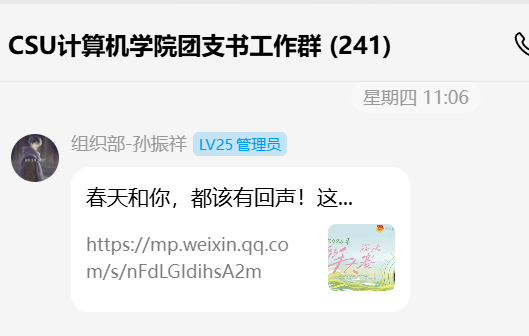 CSU计算机学院团支书工作群 (241)
星期四 11:06
组织部-孙振祥 LV25 管理员
春天和你，都该有回声！这...
https://mp.weixin.qq.co
m/s/nFdLGIdihsA2m